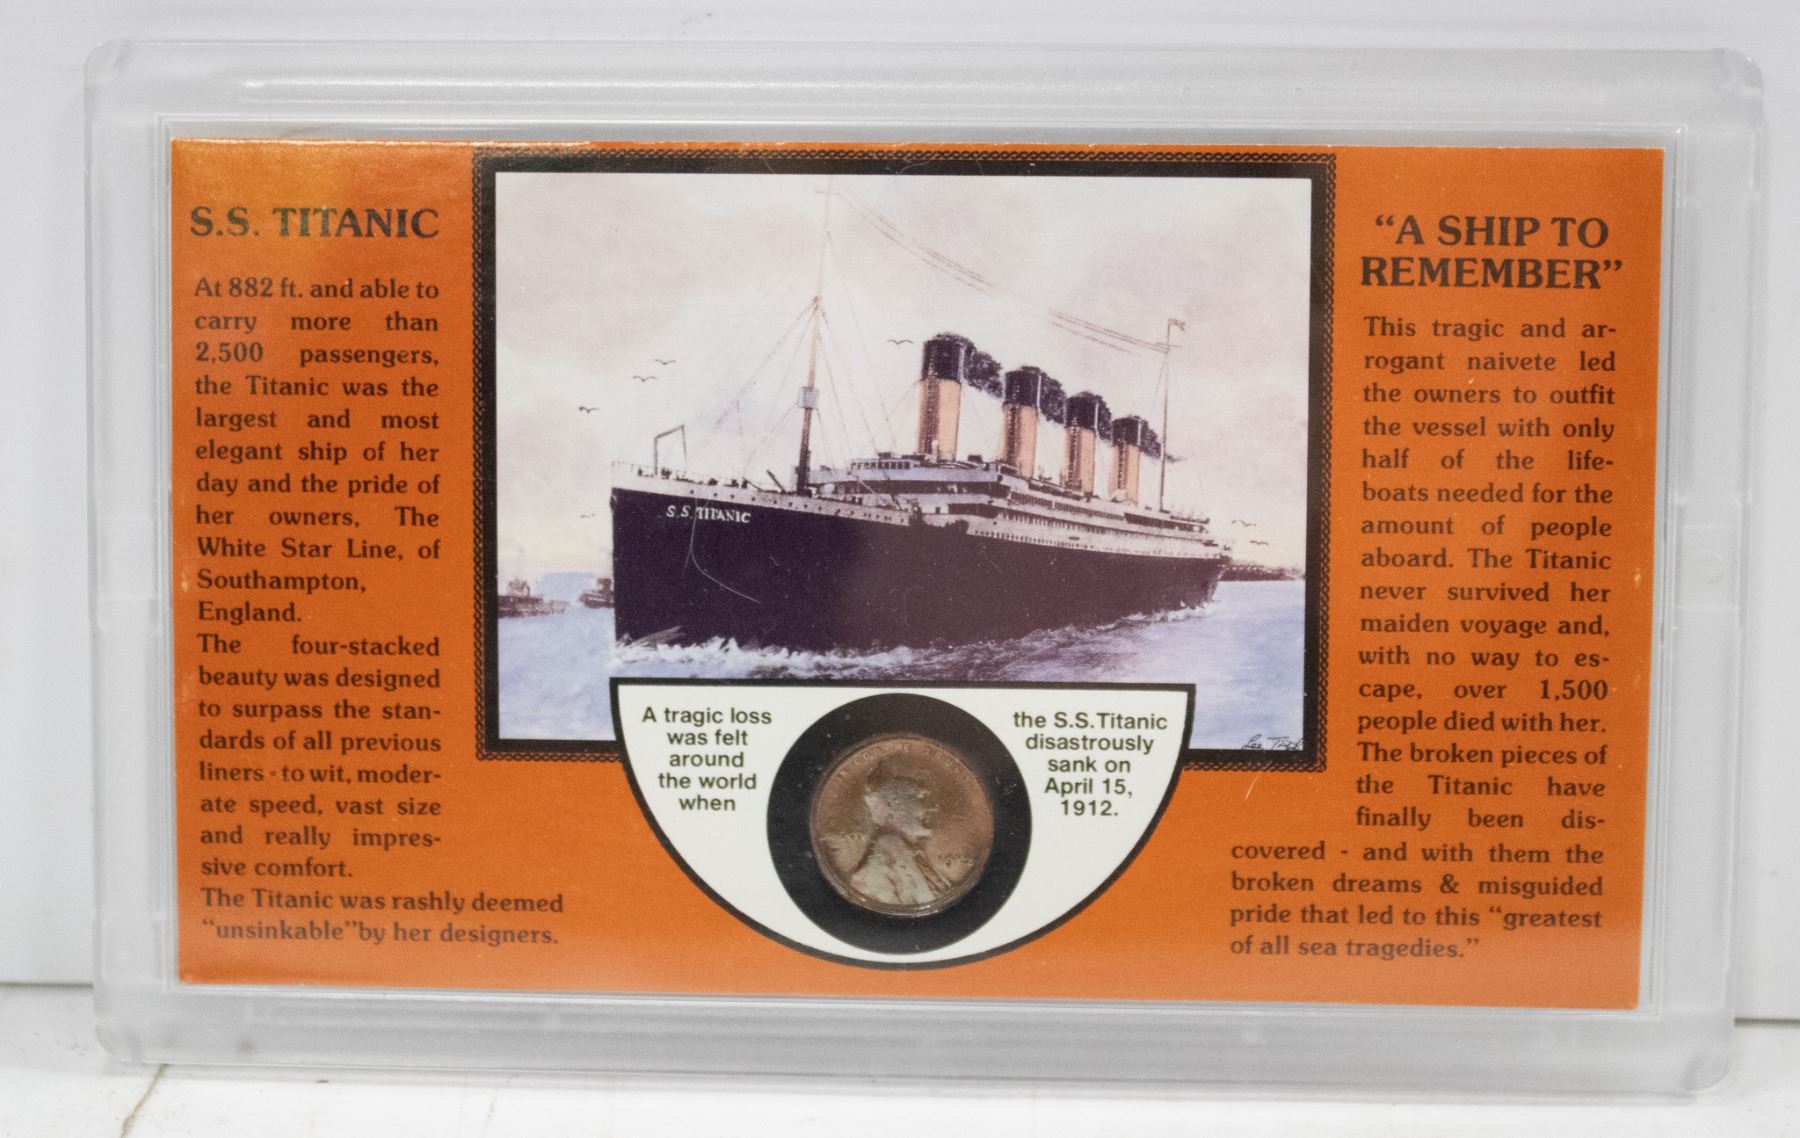 S.S. TITANIC
At 882 ft. and able to
carry more than
2,500 passengers,
the Titanic was the
largest and most
elegant ship of her
day and the pride of
her owners, The
White Star Line, of
Southampton,
England.
The four-stacked
beauty was designed
to surpass the stan-
dards of all previous
liners - to wit, moder-
ate speed, vast size
and really impres-
sive comfort.
The Titanic was rashly deemed
“unsinkable”by her designers.
S.S. TITANIC
A tragic loss
was felt
around
the world
when
IN GOD WE TRUST
LIBERTY
1912
the S.S.Titanic
disastrously
sank on
April 15,
1912.
“A SHIP TO
REMEMBER”
This tragic and ar-
rogant naivete led
the owners to outfit
the vessel with only
half of the life-
boats needed for the
amount of people
aboard. The Titanic
never survived her
maiden voyage and,
with no way to es-
cape, over 1,500
people died with her.
The broken pieces of
the Titanic have
finally been dis-
covered - and with them the
broken dreams & misguided
pride that led to this “greatest
of all sea tragedies.”